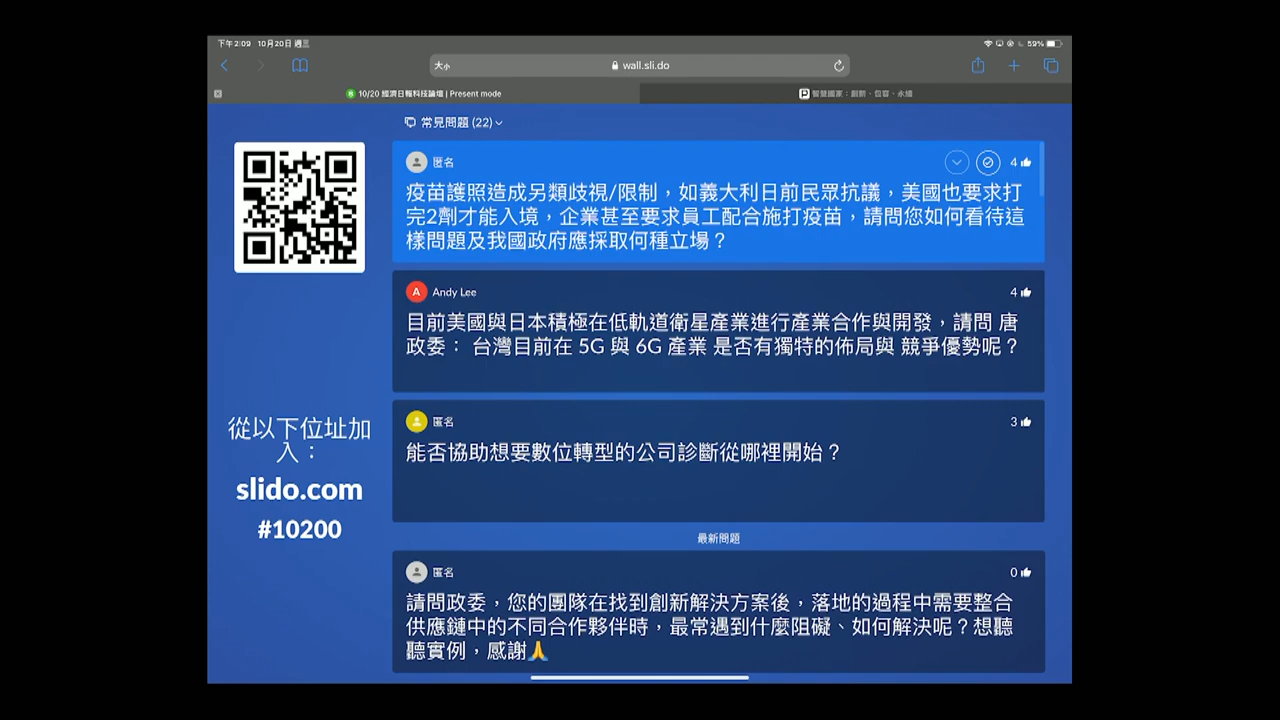 下午2:09 10月20日 週三
59%
大小
wall.sli.do
10/20 經濟日報科技論壇 | Present mode
智慧國家：創新、包容、永續
常見問題 (22)
匿名
4
疫苗護照造成另類歧視/限制，如義大利日前民眾抗議，美國也要求打
完2劑才能入境，企業甚至要求員工配合施打疫苗，請問您如何看待這
樣問題及我國政府應採取何種立場？
A Andy Lee
4
目前美國與日本積極在低軌道衛星產業進行產業合作與開發，請問 唐
政委： 台灣目前在 5G 與 6G 產業 是否有獨特的佈局與 競爭優勢呢？
匿名
3
能否協助想要數位轉型的公司診斷從哪裡開始？
從以下位址加
入：
slido.com
#10200
最新問題
匿名
0
請問政委，您的團隊在找到創新解決方案後，落地的過程中需要整合
供應鏈中的不同合作夥伴時，最常遇到什麼阻礙、如何解決呢？想聽
聽實例，感謝🙏